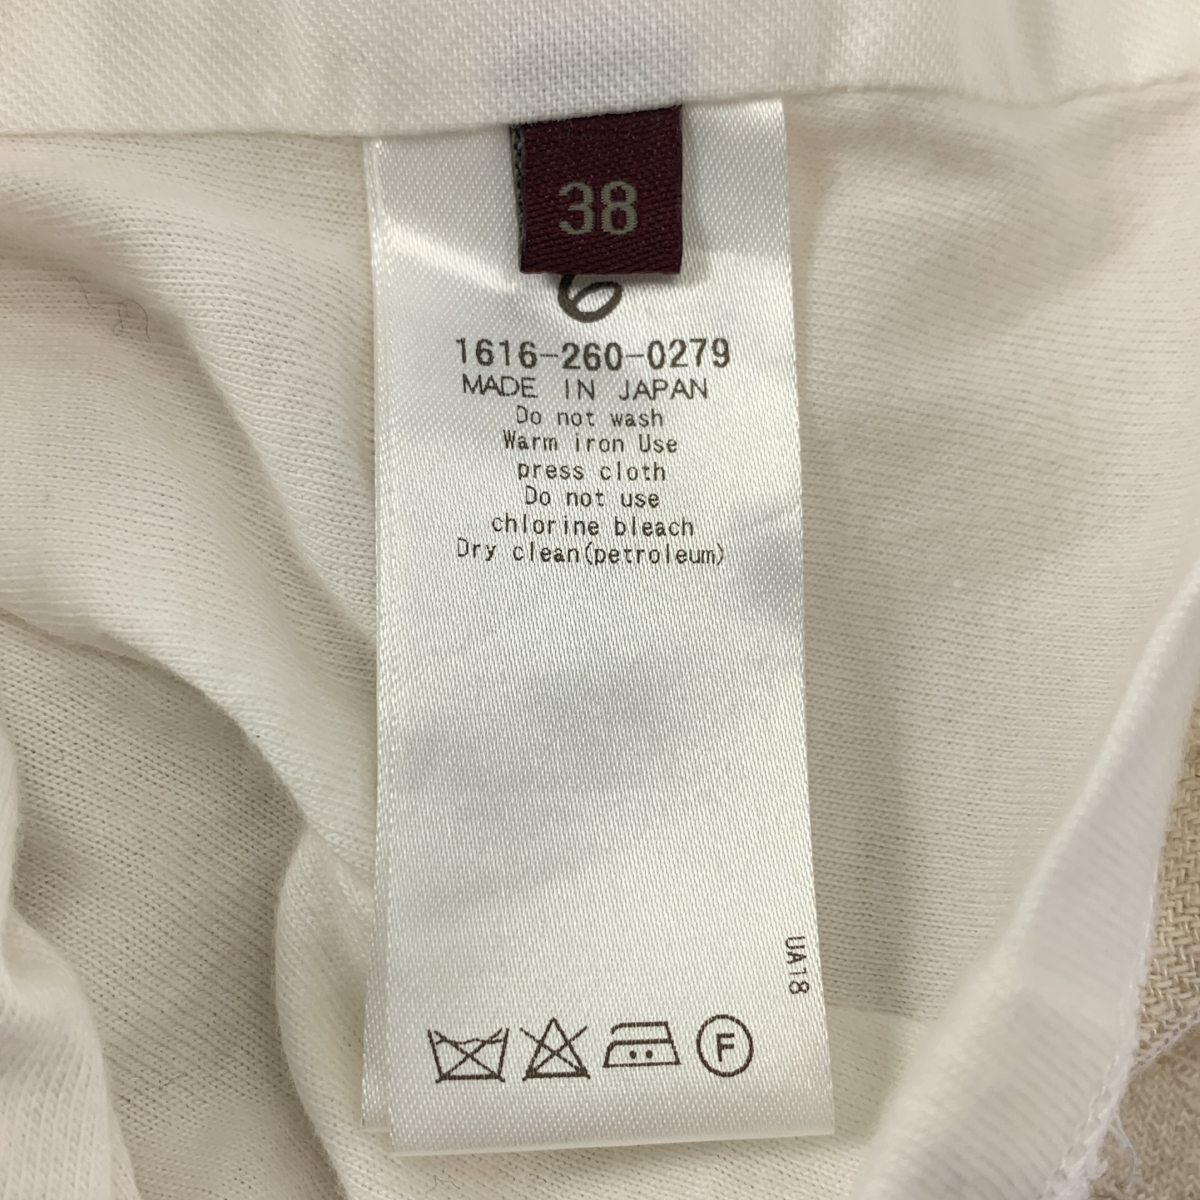 38
6
1616-260-0279
MADE IN JAPAN
Do not wash
Warm iron Use
press cloth
Do not use
chlorine bleach
Dry clean(petroleum)
UA18
F